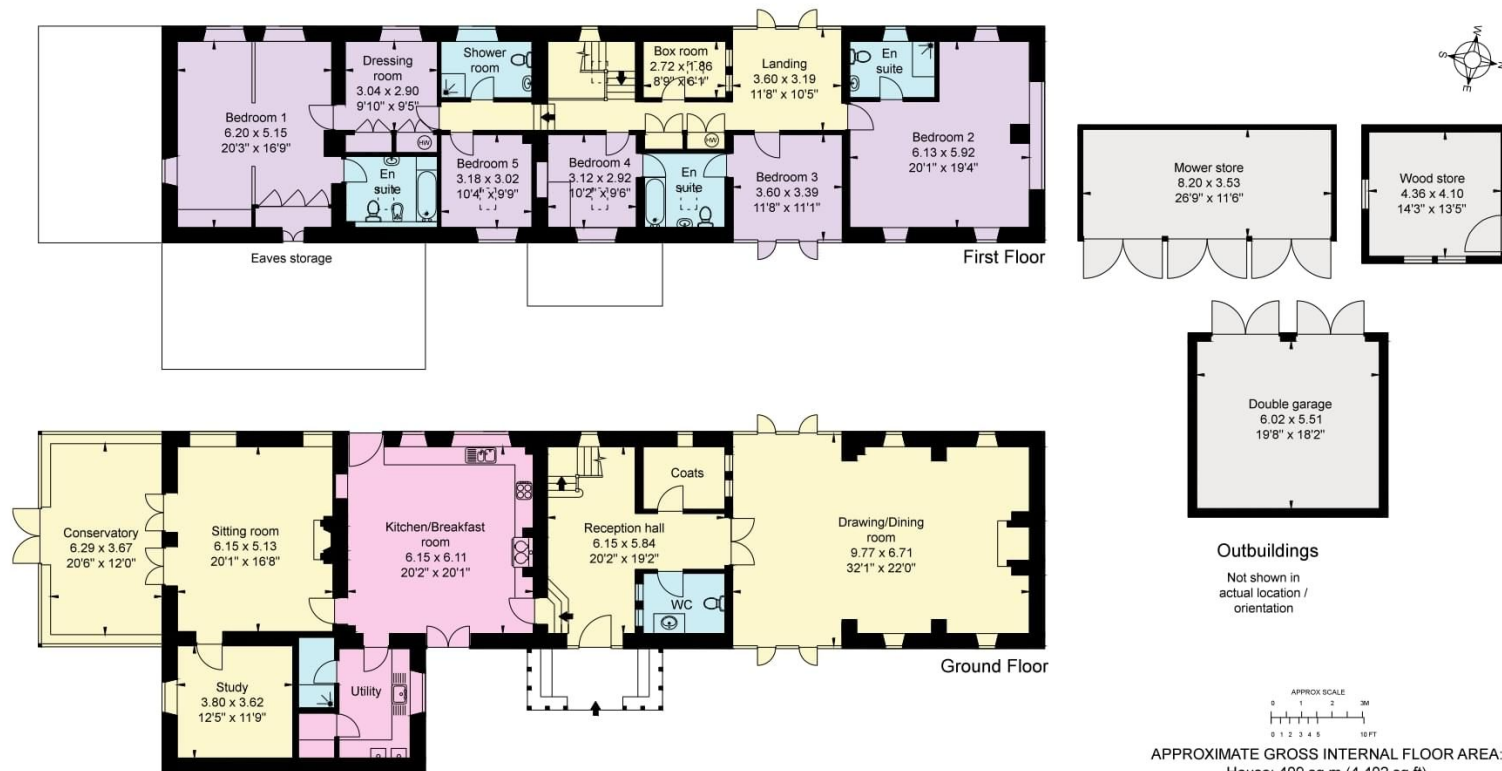 Dressing
room
3.04 x 2.90
9'10" x 9'5"
Shower
room
Box room
2.72 x 1.86
8'9" x 6'1"
Landing
3.60 x 3.19
11'8" x 10'5"
En
suite
Bedroom 1
6.20 x 5.15
20'3" x 16'9"
HW
HW
En
suite
Bedroom 5
3.18 x 3.02
10'4" x 9'9"
Bedroom 4
3.12 x 2.92
10'2" x 9'6"
En
suite
Bedroom 3
3.60 x 3.39
11'8" x 11'1"
Bedroom 2
6.13 x 5.92
20'1" x 19'4"
Eaves storage
First Floor
W
S
N
E
Mower store
8.20 x 3.53
26'9" x 11'6"
Wood store
4.36 x 4.10
14'3" x 13'5"
Double garage
6.02 x 5.51
19'8" x 18'2"
Outbuildings
Not shown in
actual location /
orientation
Conservatory
6.29 x 3.67
20'6" x 12'0"
Sitting room
6.15 x 5.13
20'1" x 16'8"
Kitchen/Breakfast
room
6.15 x 6.11
20'2" x 20'1"
Reception hall
6.15 x 5.84
20'2" x 19'2"
Coats
WC
Drawing/Dining
room
9.77 x 6.71
32'1" x 22'0"
Study
3.80 x 3.62
12'5" x 11'9"
Utility
Ground Floor
APPROX SCALE
0 1 2 3M
0 1 2 3 4 5 10 FT
APPROXIMATE GROSS INTERNAL FLOOR AREA: